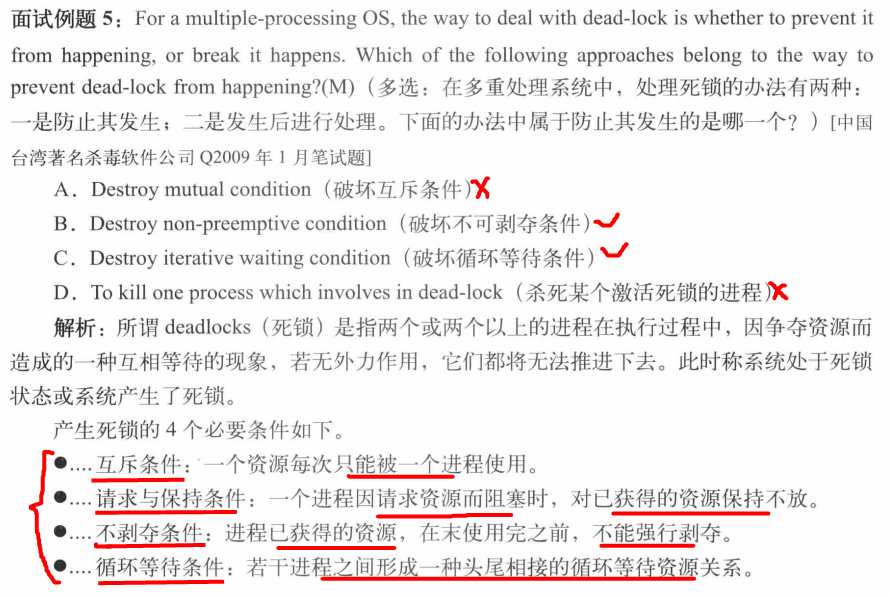 面试例题 5：For a multiple-processing OS, the way to deal with dead-lock is whether to prevent it
from happening, or break it happens. Which of the following approaches belong to the way to
prevent dead-lock from happening?(M)（多选：在多重处理系统中，处理死锁的办法有两种：
一是防止其发生；二是发生后进行处理。下面的办法中属于防止其发生的是哪一个？）[中国
台湾著名杀毒软件公司 Q2009 年 1 月笔试题]
A．Destroy mutual condition（破坏互斥条件）
B．Destroy non-preemptive condition（破坏不可剥夺条件）
C．Destroy iterative waiting condition（破坏循环等待条件）
D．To kill one process which involves in dead-lock（杀死某个激活死锁的进程）
解析：所谓 deadlocks（死锁）是指两个或两个以上的进程在执行过程中，因争夺资源而
造成的一种互相等待的现象，若无外力作用，它们都将无法推进下去。此时称系统处于死锁
状态或系统产生了死锁。
产生死锁的 4 个必要条件如下。
●....互斥条件：一个资源每次只能被一个进程使用。
●....请求与保持条件：一个进程因请求资源而阻塞时，对已获得的资源保持不放。
●....不剥夺条件：进程已获得的资源，在末使用完之前，不能强行剥夺。
●....循环等待条件：若干进程之间形成一种头尾相接的循环等待资源关系。